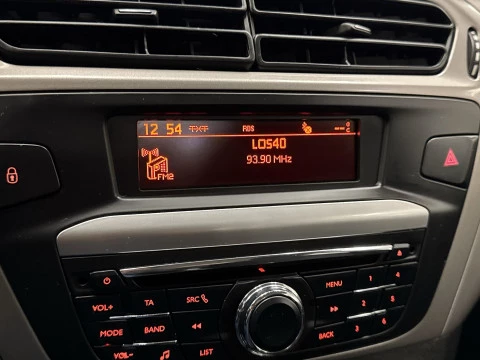 12 54 TXT RDS ---°C
LOS40
93.90 MHz
FM2
VOL+ TA SRC
MODE BAND
VOL- LIST
MENU 1
2
3
4
5
BACK 6